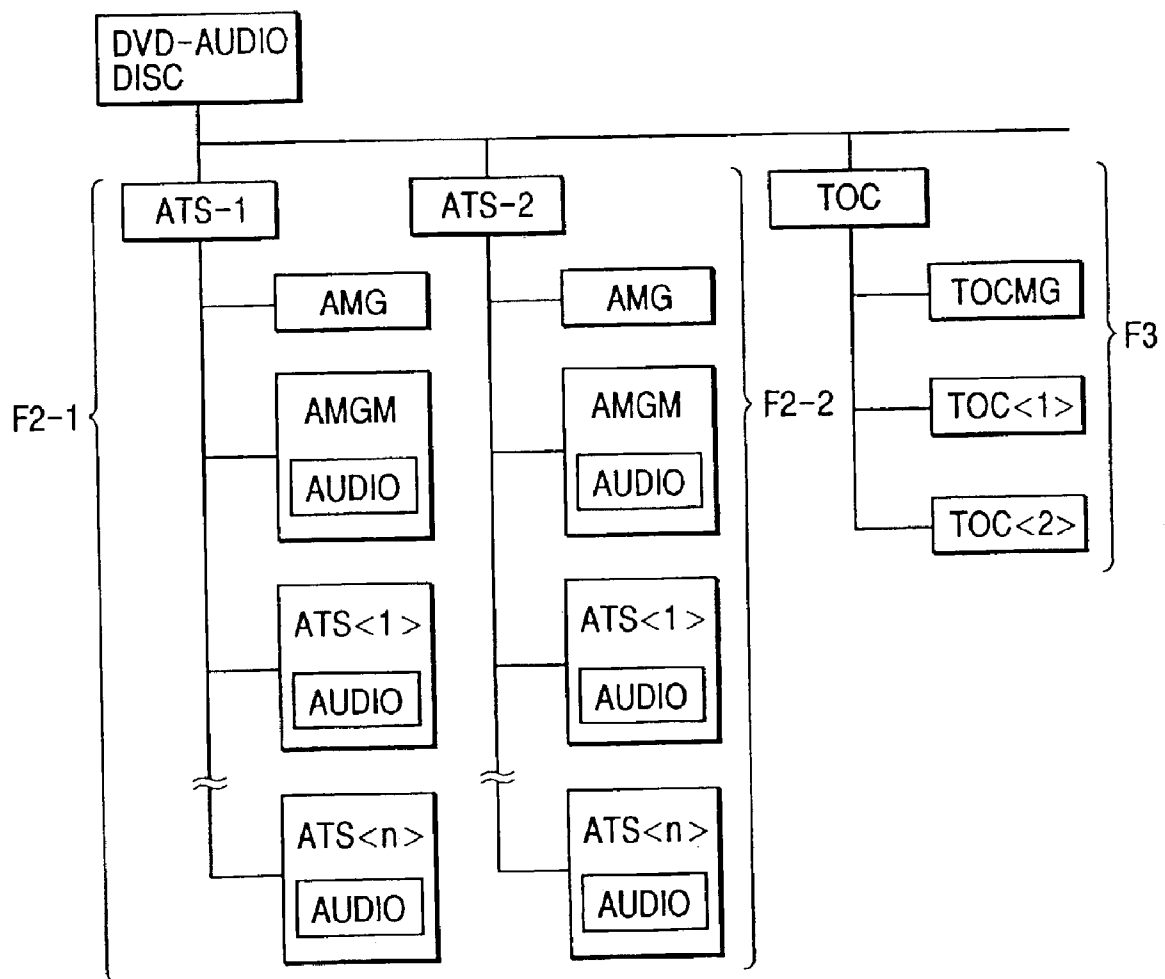 DVD-AUDIO
DISC
ATS-1
ATS-2
TOC
AMG
AMG
TOCMG
F3
F2-1
AMGM
AUDIO
AMGM
AUDIO
F2-2
TOC<1>
TOC<2>
ATS<1>
AUDIO
ATS<1>
AUDIO
ATS<n>
AUDIO
ATS<n>
AUDIO